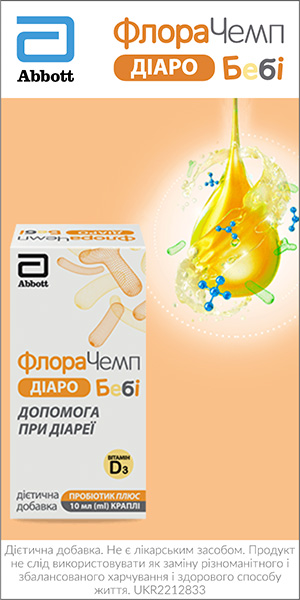 Abbott
ФлораЧемп
ДІАРО Бебі
Abbott
ФлораЧемп
ДІАРО Бебі
ДОПОМОГА
ПРИ ДІАРЕЇ
ВІТАМІН
D3
дієтична
добавка
ПРОБІОТИК ПЛЮС
10 мл (ml) КРАПЛІ
Дієтична добавка. Не є лікарським засобом. Продукт
не слід використовувати як заміну різноманітного і
збалансованого харчування і здорового способу
життя. UKR2212833